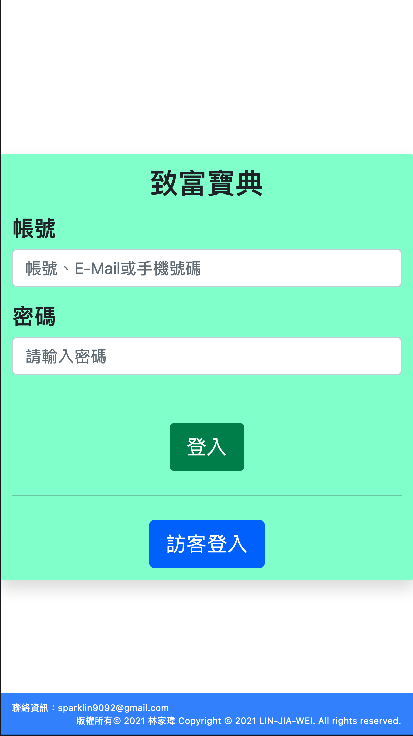 致富寶典
帳號
帳號、E-Mail或手機號碼
密碼
請輸入密碼
登入
訪客登入
聯絡資訊：sparklin9092@gmail.com
版權所有© 2021 林家瑋 Copyright © 2021 LIN-JIA-WEI. All rights reserved.